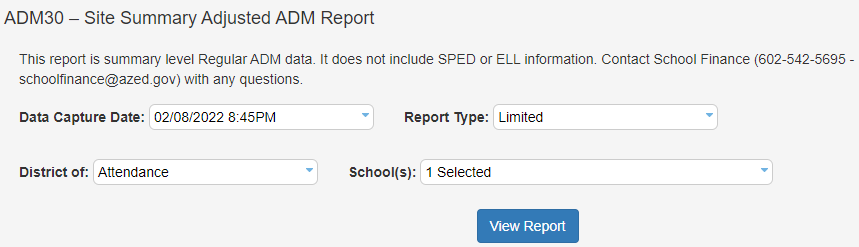 ADM30 – Site Summary Adjusted ADM Report
This report is summary level Regular ADM data. It does not include SPED or ELL information. Contact School Finance (602-542-5695 -
schoolfinance@azed.gov) with any questions.
Data Capture Date: 02/08/2022 8:45PM Report Type: Limited
District of: Attendance School(s): 1 Selected
View Report